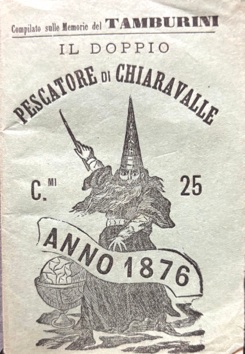 Compilato sulle Memorie del TAMBURINI
IL DOPPIO
PESCATORE DI CHIARAVALLE
C.MI 25
ANNO 1876